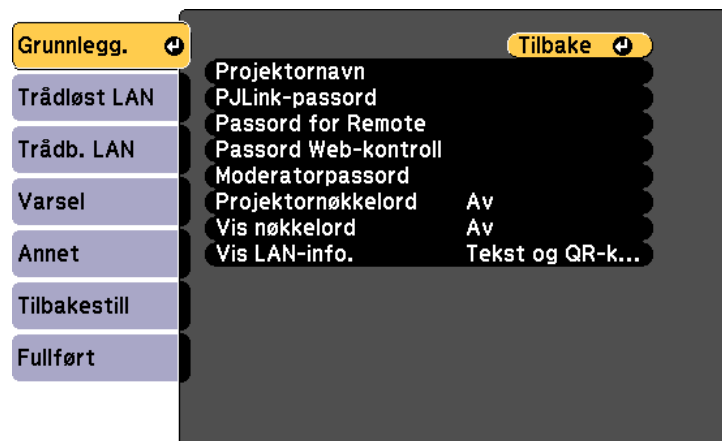 Grunnlegg.
Trådløst LAN
Trådb. LAN
Varsel
Annet
Tilbakestill
Fullført
Tilbake
Projektornavn
PJLink-passord
Passord for Remote
Passord Web-kontroll
Moderatorpassord
Projektornøkkelord Av
Vis nøkkelord Av
Vis LAN-info. Tekst og QR-k...